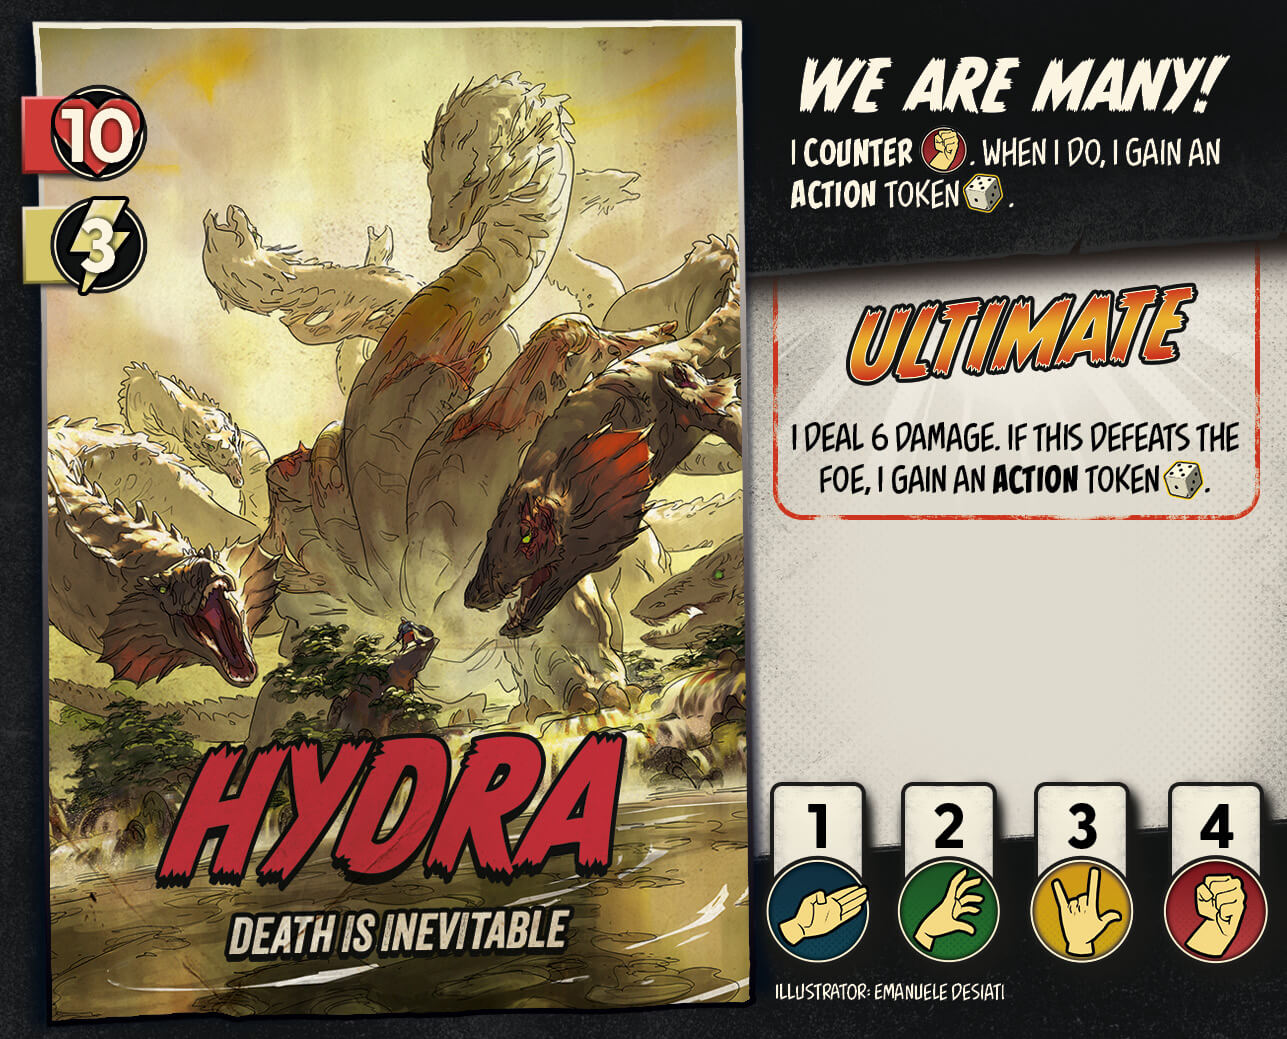 10
3
HYDRA
DEATH IS INEVITABLE
WE ARE MANY!
I COUNTER . WHEN I DO, I GAIN AN
ACTION TOKEN .
ULTIMATE
I DEAL 6 DAMAGE. IF THIS DEFEATS THE
FOE, I GAIN AN ACTION TOKEN .
1 2 3 4
ILLUSTRATOR: EMANUELE DESIATI